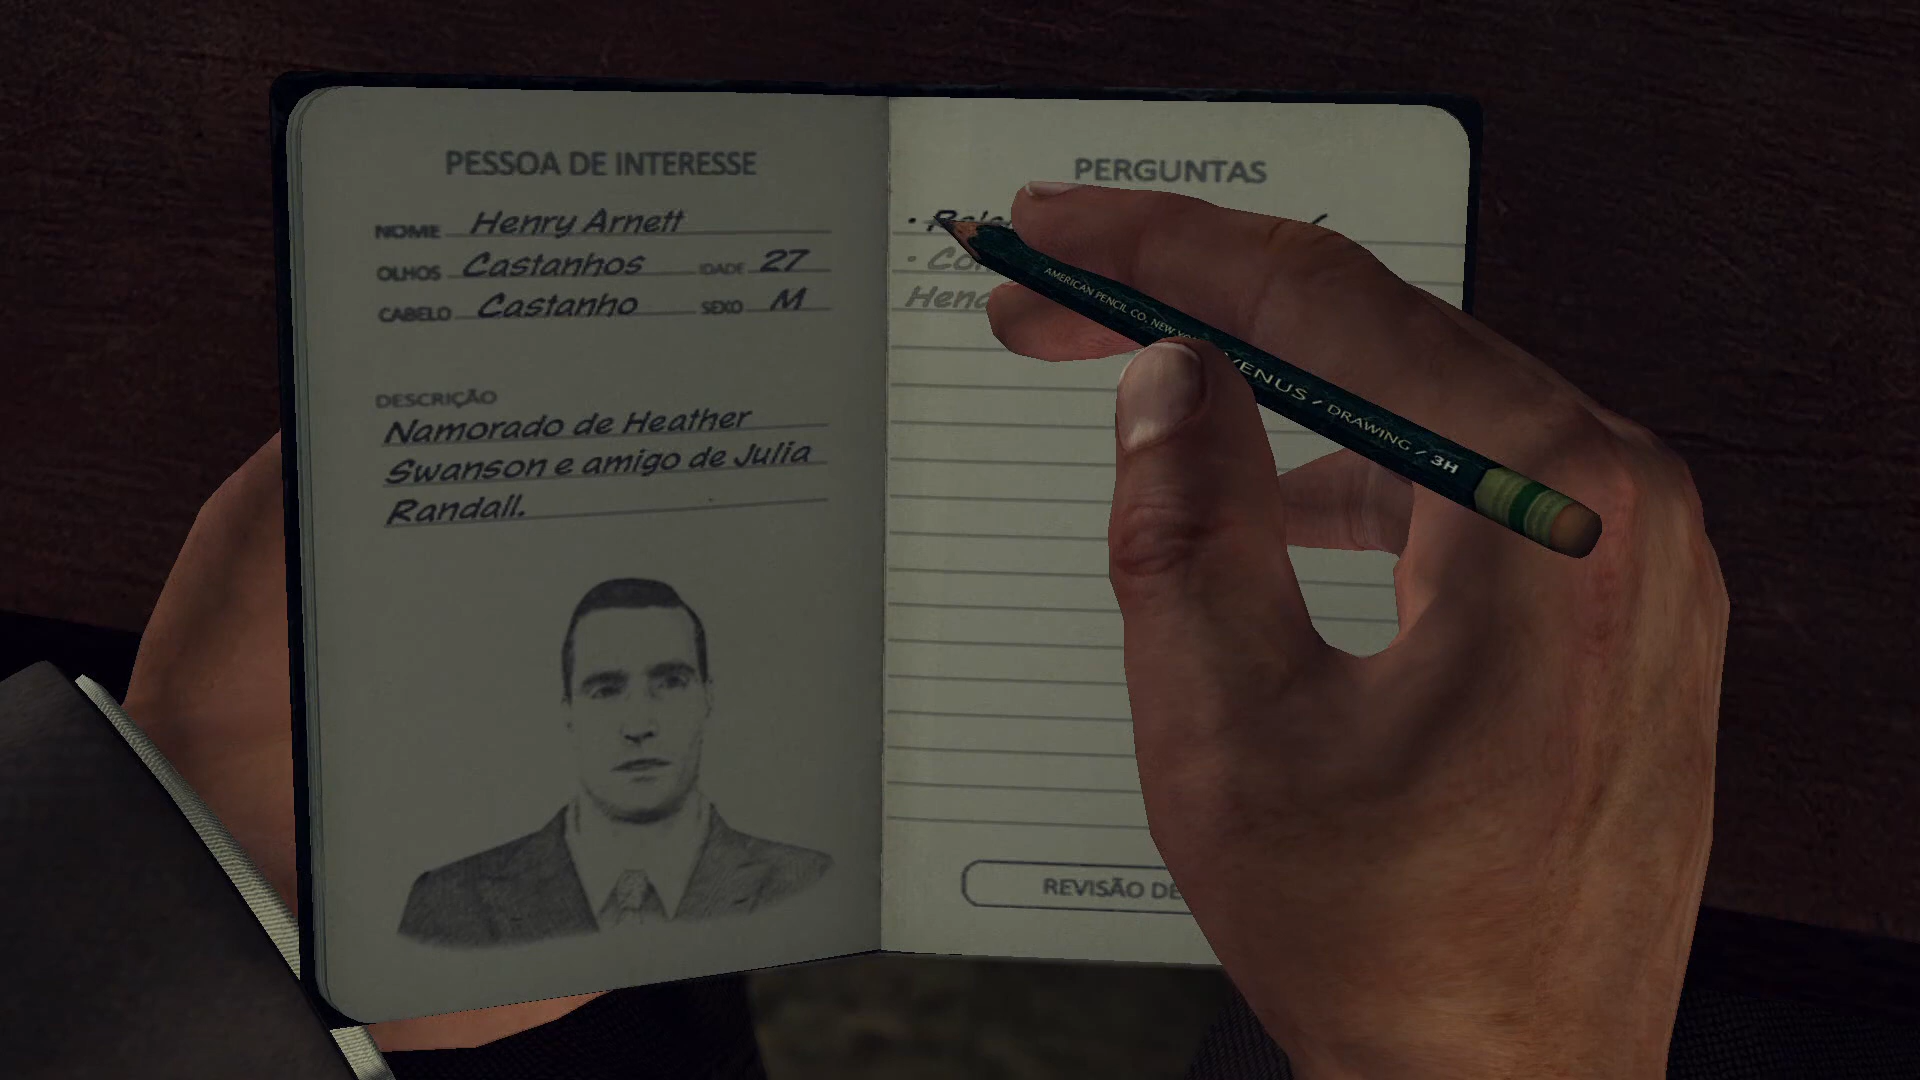 PESSOA DE INTERESSE
NOME Henry Arnett
OLHOS Castanhos IDADE 27
CABELO Castanho SEXO M
DESCRIÇÃO
Namorado de Heather
Swanson e amigo de Julia
Randall.
PERGUNTAS
REVISÃO
AMERICAN PENCIL CO. NEW
VENUS / DRAWING / 3H